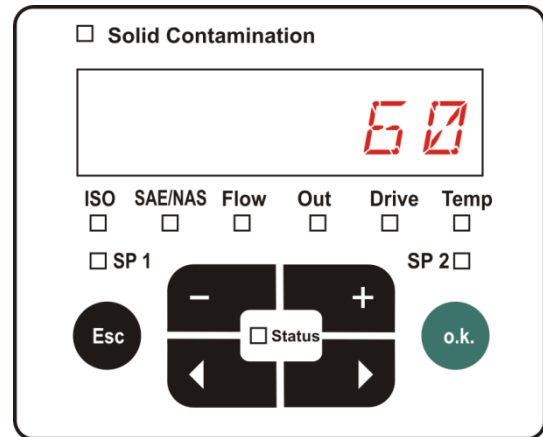 Solid Contamination
60
ISO SAE/NAS Flow Out Drive Temp
SP 1 SP 2
- +
Esc Status o.k.